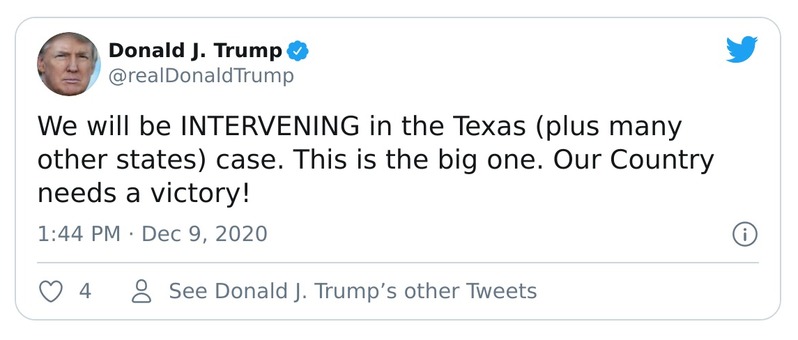 Donald J. Trump
@realDonaldTrump
We will be INTERVENING in the Texas (plus many
other states) case. This is the big one. Our Country
needs a victory!
1:44 PM · Dec 9, 2020
4
See Donald J. Trump’s other Tweets